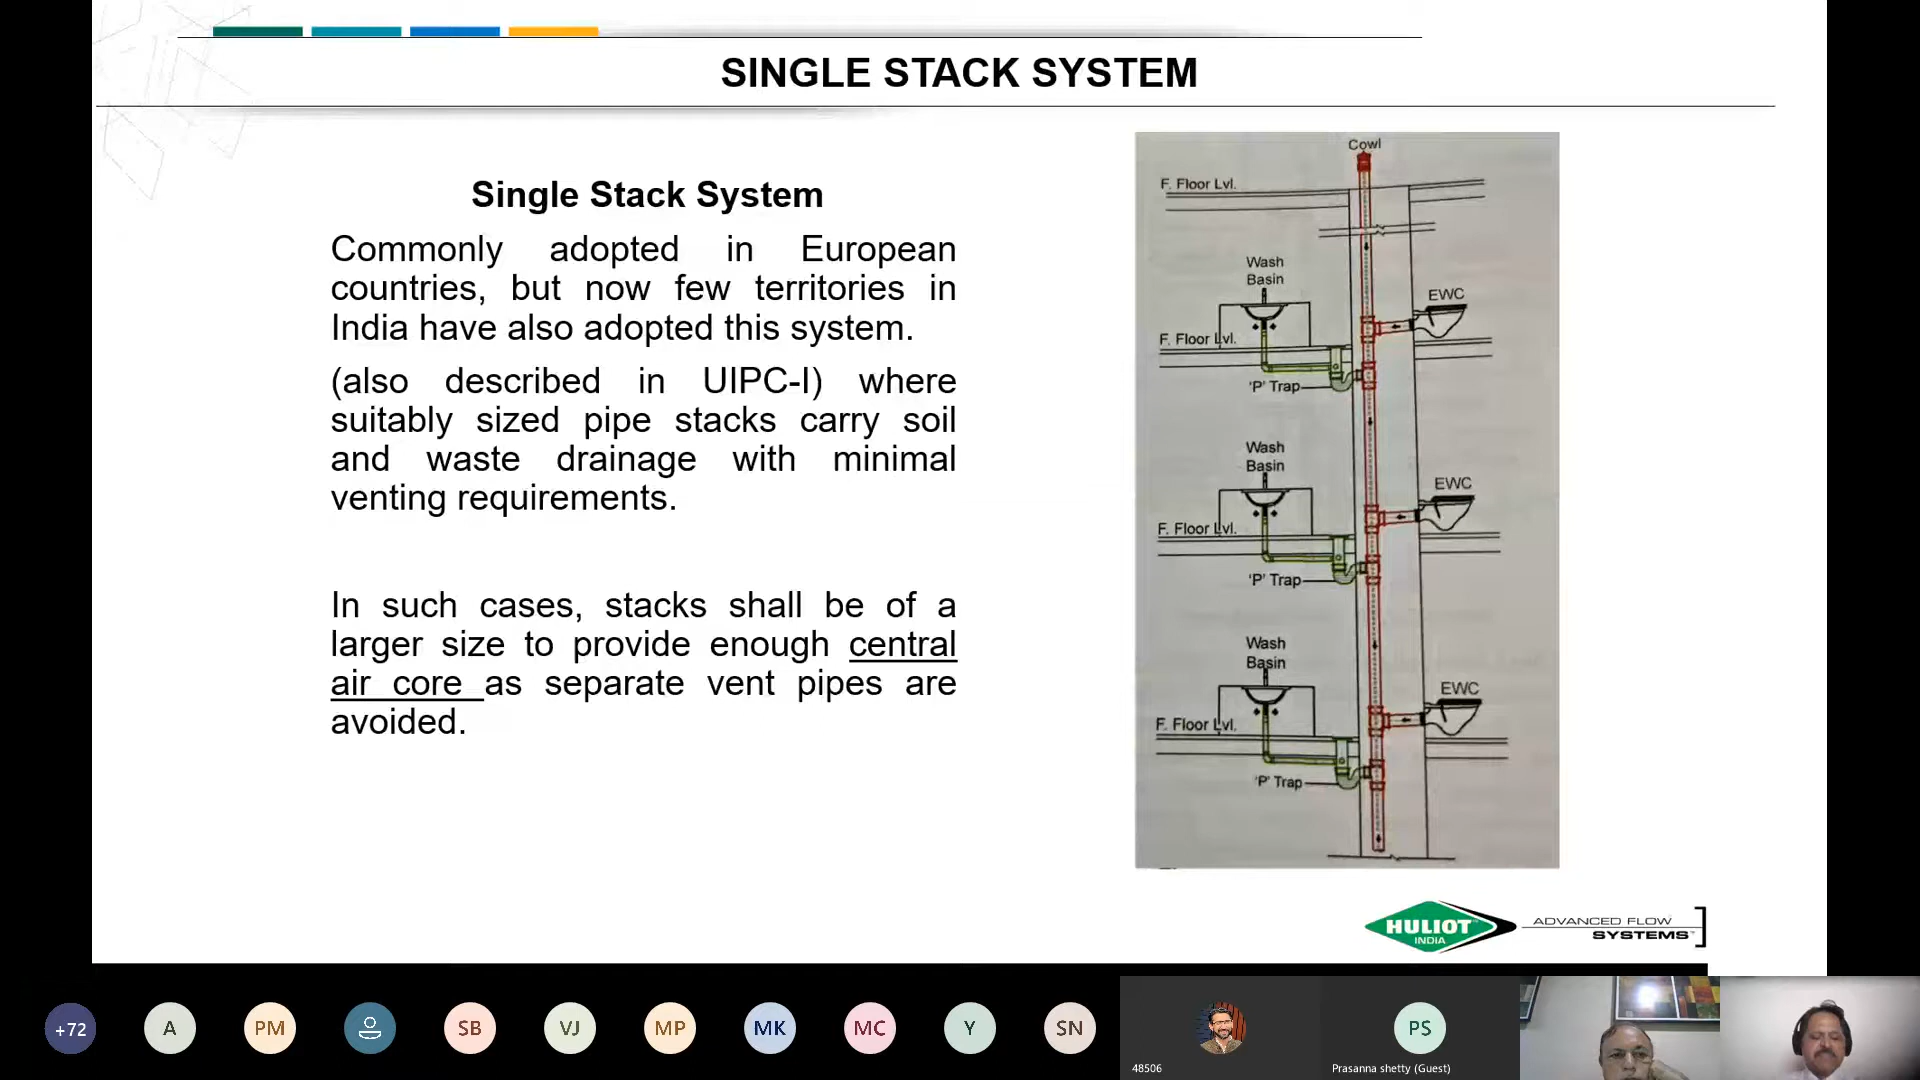 SINGLE STACK SYSTEM
Single Stack System
Commonly adopted in European
countries, but now few territories in
India have also adopted this system.
(also described in UIPC-I) where
suitably sized pipe stacks carry soil
and waste drainage with minimal
venting requirements.
In such cases, stacks shall be of a
larger size to provide enough central
air core as separate vent pipes are
avoided.
Cowl
F. Floor Lvl.
Wash
Basin
EWC
F. Floor Lvl.
'P' Trap
Wash
Basin
EWC
F. Floor Lvl.
'P' Trap
Wash
Basin
EWC
F. Floor Lvl.
'P' Trap
HULIOT™
INDIA
ADVANCED FLOW
SYSTEMS™
+72
A
PM
SB
VJ
MP
MK
MC
Y
SN
48506
PS
Prasanna shetty (Guest)